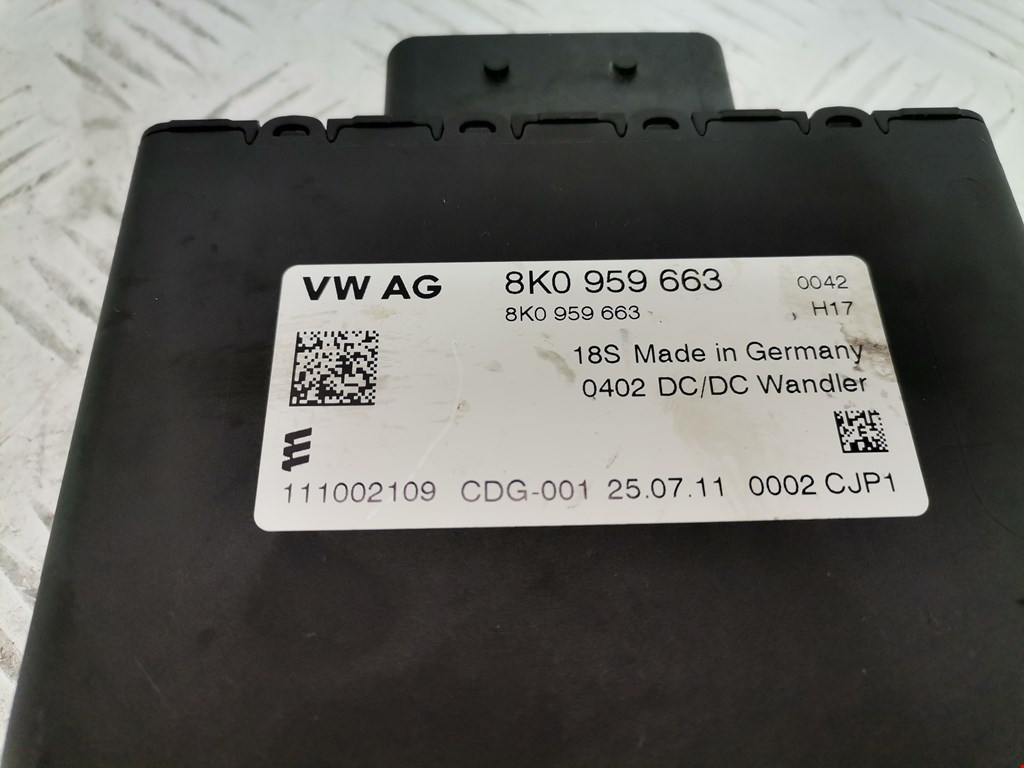 VW AG 8K0 959 663 0042
8K0 959 663 H17
18S Made in Germany
0402 DC/DC Wandler
111002109 CDG-001 25.07.11 0002 CJP1